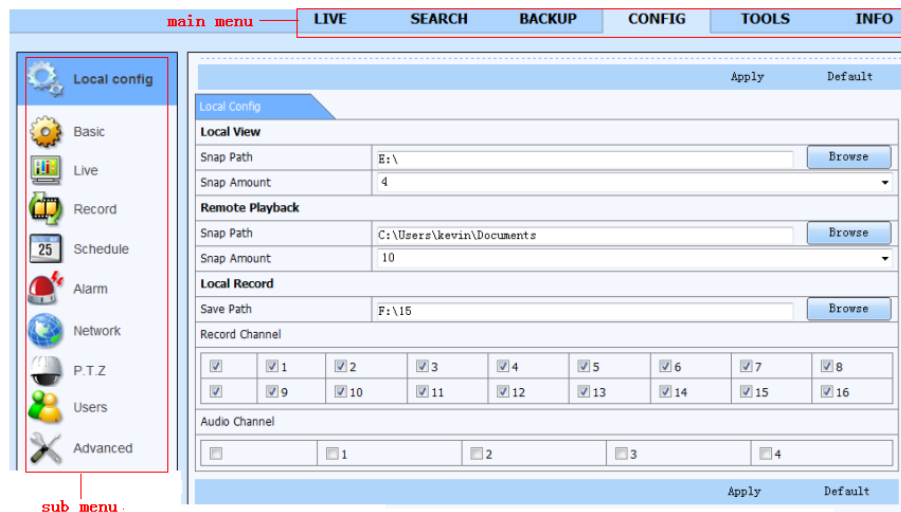 main menu LIVE SEARCH BACKUP CONFIG TOOLS INFO
Local config
Basic
Live
Record
25 Schedule
Alarm
Network
P.T.Z
Users
Advanced
sub menu
Apply Default
Local Config
Local View
Snap Path E:\ Browse
Snap Amount 4
Remote Playback
Snap Path C:\Users\kevin\Documents Browse
Snap Amount 10
Local Record
Save Path F:\15 Browse
Record Channel
1 2 3 4 5 6 7 8
9 10 11 12 13 14 15 16
Audio Channel
1 2 3 4
Apply Default